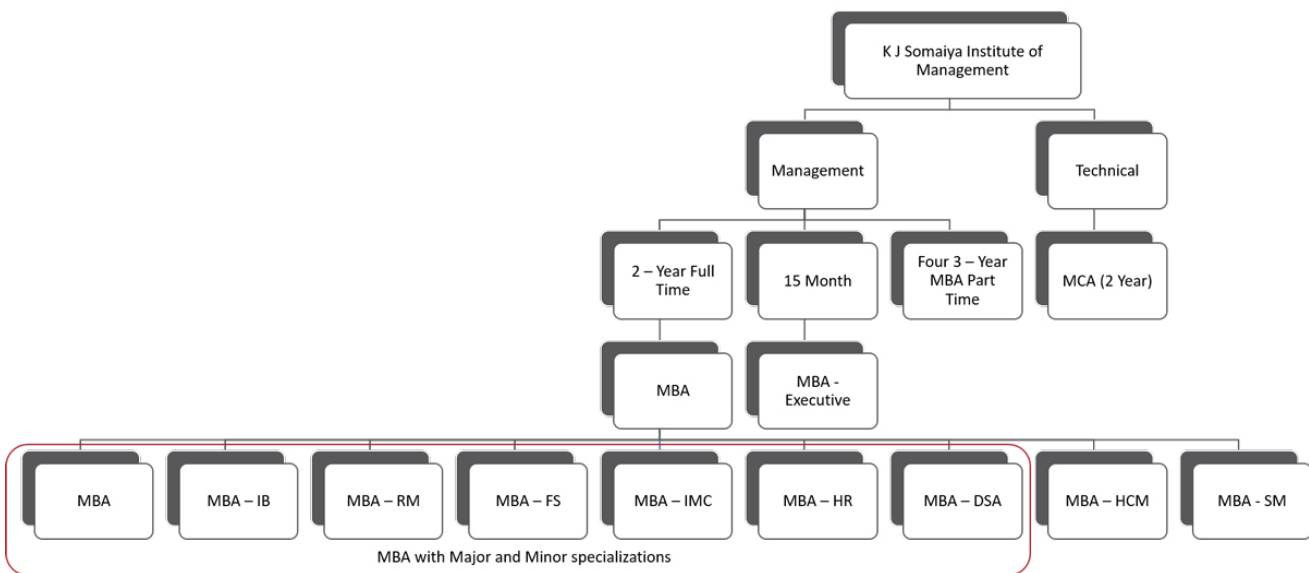 K J Somaiya Institute of
Management
Management
Technical
2 – Year Full
Time
15 Month
Four 3 – Year
MBA Part
Time
MCA (2 Year)
MBA
MBA -
Executive
MBA
MBA – IB
MBA – RM
MBA – FS
MBA – IMC
MBA – HR
MBA – DSA
MBA – HCM
MBA - SM
MBA with Major and Minor specializations